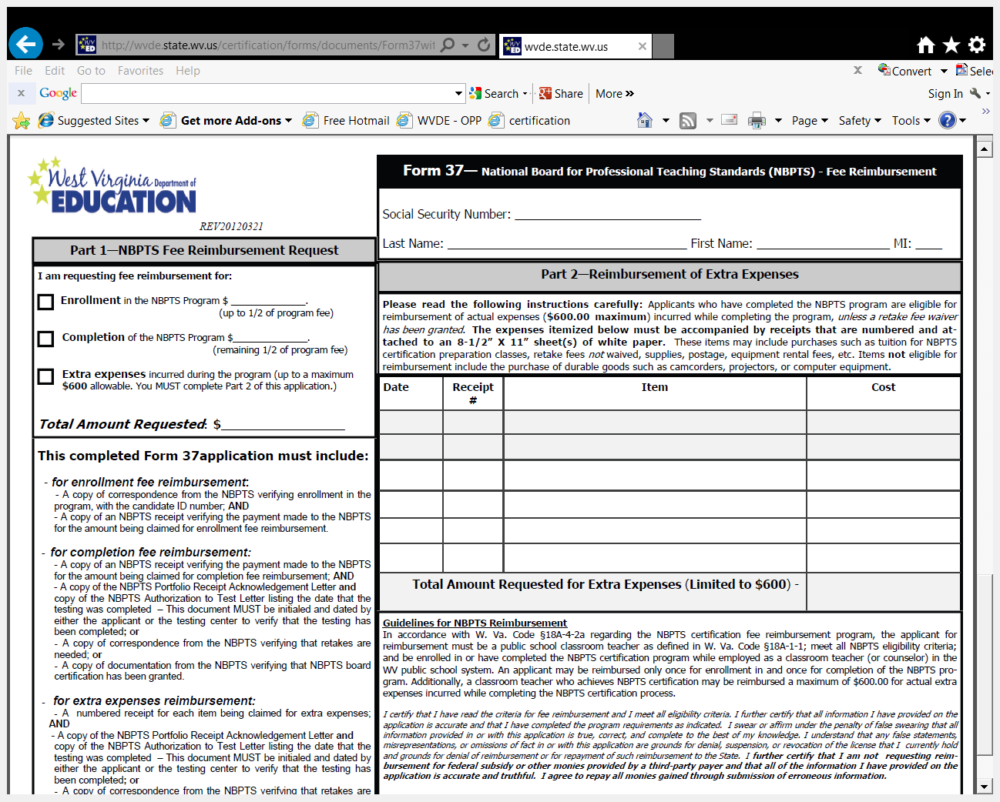 http://wvde.state.wv.us/certification/forms/documents/Form37wit
wvde.state.wv.us
File Edit Go to Favorites Help
x Convert Selec
x Google Search Share More »
Sign In
Suggested Sites Get more Add-ons Free Hotmail WVDE - OPP certification
Page Safety Tools
West Virginia Department of
EDUCATION
REV20120321
Form 37— National Board for Professional Teaching Standards (NBPTS) - Fee Reimbursement
Social Security Number:
Last Name: First Name: MI:
Part 1—NBPTS Fee Reimbursement Request
I am requesting fee reimbursement for:
Enrollment in the NBPTS Program $ ____________.
(up to 1/2 of program fee)
Completion of the NBPTS Program $____________.
(remaining 1/2 of program fee)
Extra expenses incurred during the program (up to a maximum
$600 allowable. You MUST complete Part 2 of this application.)
Total Amount Requested: $____________________
This completed Form 37application must include:
- for enrollment fee reimbursement:
- A copy of correspondence from the NBPTS verifying enrollment in the
program, with the candidate ID number; AND
- A copy of an NBPTS receipt verifying the payment made to the NBPTS
for the amount being claimed for enrollment fee reimbursement.
- for completion fee reimbursement:
- A copy of an NBPTS receipt verifying the payment made to the NBPTS
for the amount being claimed for completion fee reimbursement; AND
- A copy of the NBPTS Portfolio Receipt Acknowledgement Letter and
copy of the NBPTS Authorization to Test Letter listing the date that the
testing was completed – This document MUST be initialed and dated by
either the applicant or the testing center to verify that the testing has
been completed; or
- A copy of correspondence from the NBPTS verifying that retakes are
needed; or
- A copy of documentation from the NBPTS verifying that NBPTS board
certification has been granted.
- for extra expenses reimbursement:
- A numbered receipt for each item being claimed for extra expenses;
AND
- A copy of the NBPTS Portfolio Receipt Acknowledgement Letter and
copy of the NBPTS Authorization to Test Letter listing the date that the
testing was completed – This document MUST be initialed and dated by
either the applicant or the testing center to verify that the testing has
been completed; or
- A copy of correspondence from the NBPTS verifying that retakes are
Part 2—Reimbursement of Extra Expenses
Please read the following instructions carefully: Applicants who have completed the NBPTS program are eligible for
reimbursement of actual expenses ($600.00 maximum) incurred while completing the program, unless a retake fee waiver
has been granted. The expenses itemized below must be accompanied by receipts that are numbered and at-
tached to an 8-1/2” X 11” sheet(s) of white paper. These items may include purchases such as tuition for NBPTS
certification preparation classes, retake fees not waived, supplies, postage, equipment rental fees, etc. Items not eligible for
reimbursement include the purchase of durable goods such as camcorders, projectors, or computer equipment.
Date Receipt # Item Cost
Total Amount Requested for Extra Expenses (Limited to $600) -
Guidelines for NBPTS Reimbursement
In accordance with W. Va. Code §18A-4-2a regarding the NBPTS certification fee reimbursement program, the applicant for
reimbursement must be a public school classroom teacher as defined in W. Va. Code §18A-1-1; meet all NBPTS eligibility criteria;
and be enrolled in or have completed the NBPTS certification program while employed as a classroom teacher (or counselor) in the
WV public school system. An applicant may be reimbursed only once for enrollment in and once for completion of the NBPTS pro-
gram. Additionally, a classroom teacher who achieves NBPTS certification may be reimbursed a maximum of $600.00 for actual extra
expenses incurred while completing the NBPTS certification process.
I certify that I have read the criteria for fee reimbursement and I meet all eligibility criteria. I further certify that all information I have provided on the
application is accurate and that I have completed the program requirements as indicated. I swear or affirm under the penalty of false swearing that all
information provided in or with this application is true, correct, and complete to the best of my knowledge. I understand that any false statements,
misrepresentations, or omissions of fact in or with this application are grounds for denial, suspension, or revocation of the license that I currently hold
and grounds for denial of reimbursement or for repayment of such reimbursement to the State. I further certify that I am not requesting reim-
bursement for federal subsidy or other monies provided by a third-party payer and that all of the information I have provided on the
application is accurate and truthful. I agree to repay all monies gained through submission of erroneous information.